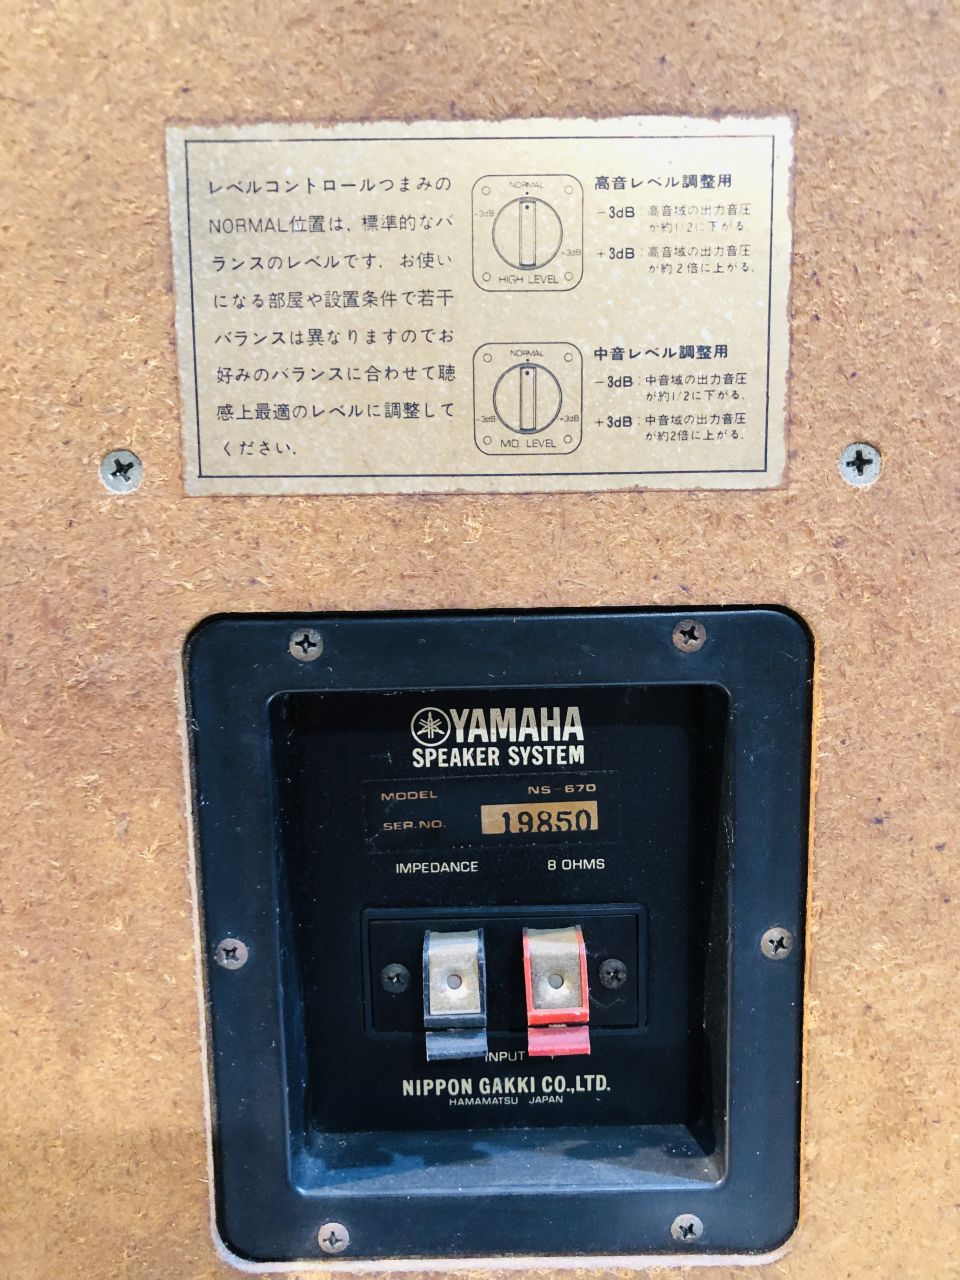 レベルコントロールつまみの
NORMAL位置は、標準的なバ
ランスのレベルです．お使い
になる部屋や設置条件で若干
バランスは異なりますのでお
好みのバランスに合わせて聴
感上最適のレベルに調整して
ください．
NORMAL
-3dB
+3dB
HIGH LEVEL
高音レベル調整用
－3dB：高音域の出力音圧
が約1/2に下がる．
＋3dB：高音域の出力音圧
が約2倍に上がる．
NORMAL
-3dB
+3dB
MID. LEVEL
中音レベル調整用
－3dB：中音域の出力音圧
が約1/2に下がる．
＋3dB：中音域の出力音圧
が約2倍に上がる．
YAMAHA
SPEAKER SYSTEM
MODEL NS-670
SER.NO. 19850
IMPEDANCE 8 OHMS
INPUT +
NIPPON GAKKI CO.,LTD.
HAMAMATSU JAPAN